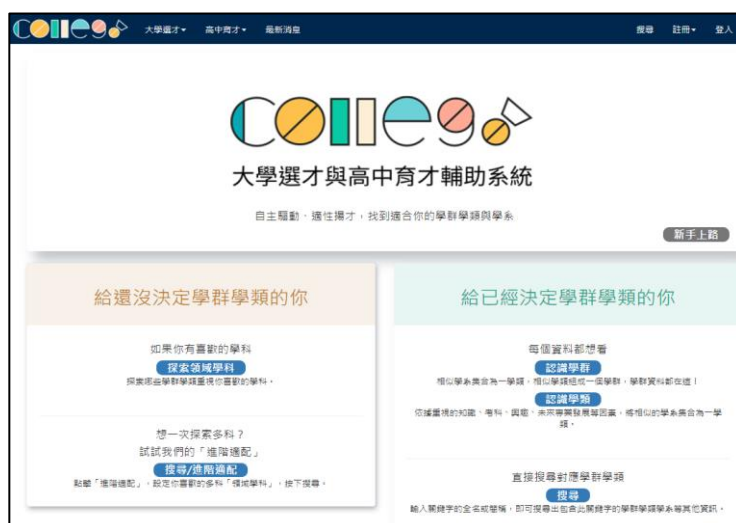 ColleGo 大學選才 高中育才 最新消息 搜尋 註冊 登入
ColleGo
大學選才與高中育才輔助系統
自主驅動、適性揚才，找到適合你的學群學類與學系
新手上路
給還沒決定學群學類的你
如果你有喜歡的學科
探索領域學科
探索哪些學群學類重視你喜歡的學科。
想一次探索多科？
試試我們的「進階適配」
搜尋/進階適配
點擊「進階適配」，設定你喜歡的多科「領域學科」，按下搜尋。
給已經決定學群學類的你
每個資料都想看
認識學群
相似學系集合為一學類，相似學類組成一個學群，學群資料都在這！
認識學類
依據重視的知能、考科、興趣、未來專業發展等因素，將相似的學系集合為一學
類。
直接搜尋對應學群學類
搜尋
輸入關鍵字的全名或簡稱，即可搜尋出包含此關鍵字的學群學類學系等其他資訊。